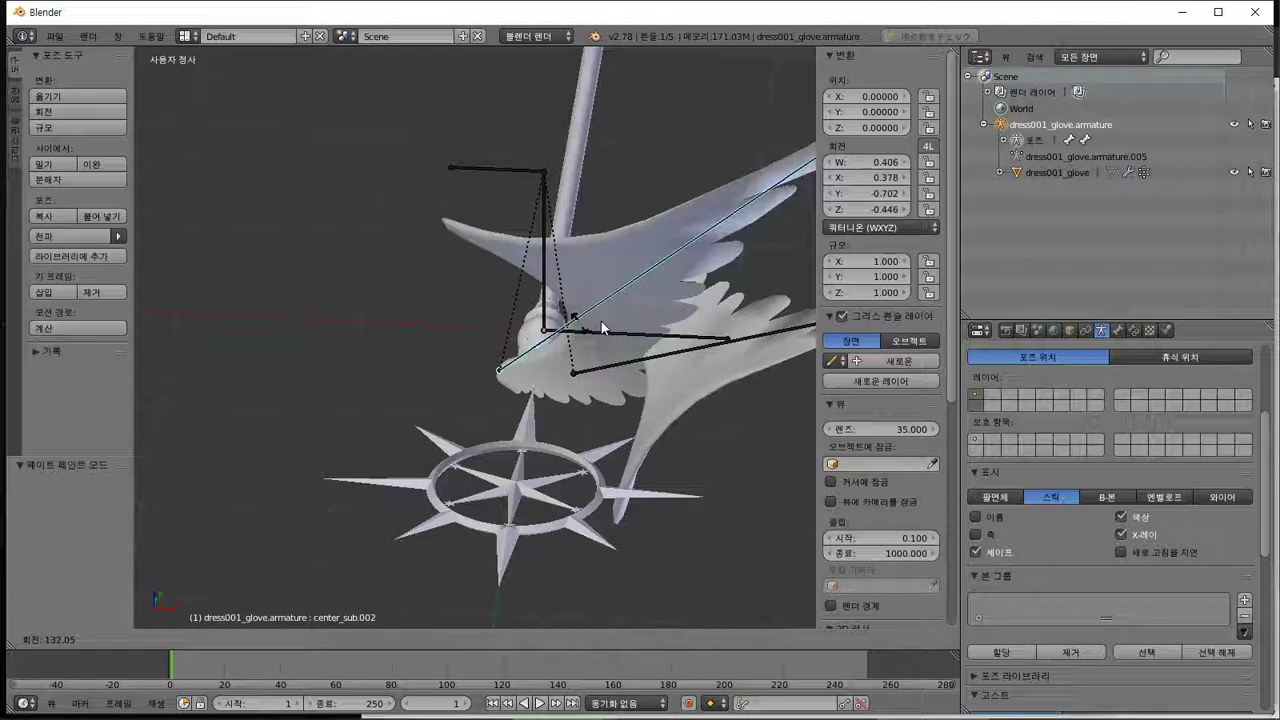 Blender
파일 렌더 창 도움말 Default Scene 블렌더 렌더 v2.78 | 본들:1/5 | 메모리:171.03M | dress001_glove.armature
포즈 도구
변환:
옮기기
회전
규모
사이에서:
밀기 이완
분해자
포즈:
복사 붙여 넣기
전파
라이브러리에 추가
키 프레임:
삽입 제거
모션 경로:
계산
기록
웨이트 페인트 모드
사용자 정사
(1) dress001_glove.armature : center_sub.002
회전: 132.05
변환
위치:
X: 0.00000
Y: 0.00000
Z: 0.00000
회전 4L
W: 0.406
X: 0.378
Y: -0.702
Z: -0.446
쿼터니온 (WXYZ)
규모:
X: 1.000
Y: 1.000
Z: 1.000
그리스 펜슬 레이어
장면 오브젝트
새로운
새로운 레이어
뷰
렌즈: 35.000
오브젝트에 잠금:
커서에 잠금
뷰에 카메라를 잠금
클립:
시작: 0.100
종료: 1000.000
렌더 경계
뷰 검색 모든 장면
Scene
렌더 레이어 |
World
dress001_glove.armature
포즈 |
dress001_glove.armature.005
dress001_glove
포즈 위치 휴식 위치
레이어:
보호 항목:
표시
팔면체 스틱 B-본 엔벨로프 와이어
이름 색상
축 X-레이
셰이프 새로 고침을 지연
본 그룹
할당 제거 선택 선택 해제
포즈 라이브러리
고스트
-40 -20 0 20 40 60 80 100 120 140 160 180 200 220 240 260 280
뷰 마커 프레임 재생 시작: 1 종료: 250 1 동기화 없음